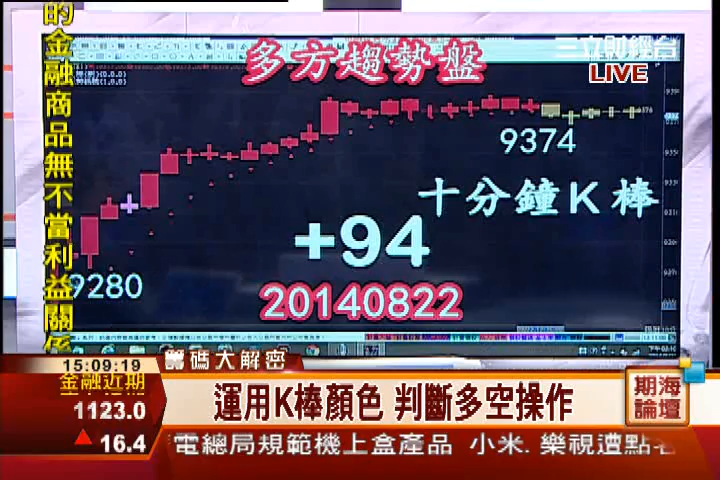 的金融商品無不當利益關係
多方趨勢盤
三立財經台
LIVE
9374
十分鐘K棒
+94
9280
20140822
15:09:19
籌碼大解密
金融近期
1123.0
16.4
運用K棒顏色 判斷多空操作
期海
論壇
電總局規範機上盒產品 小米. 樂視遭點名